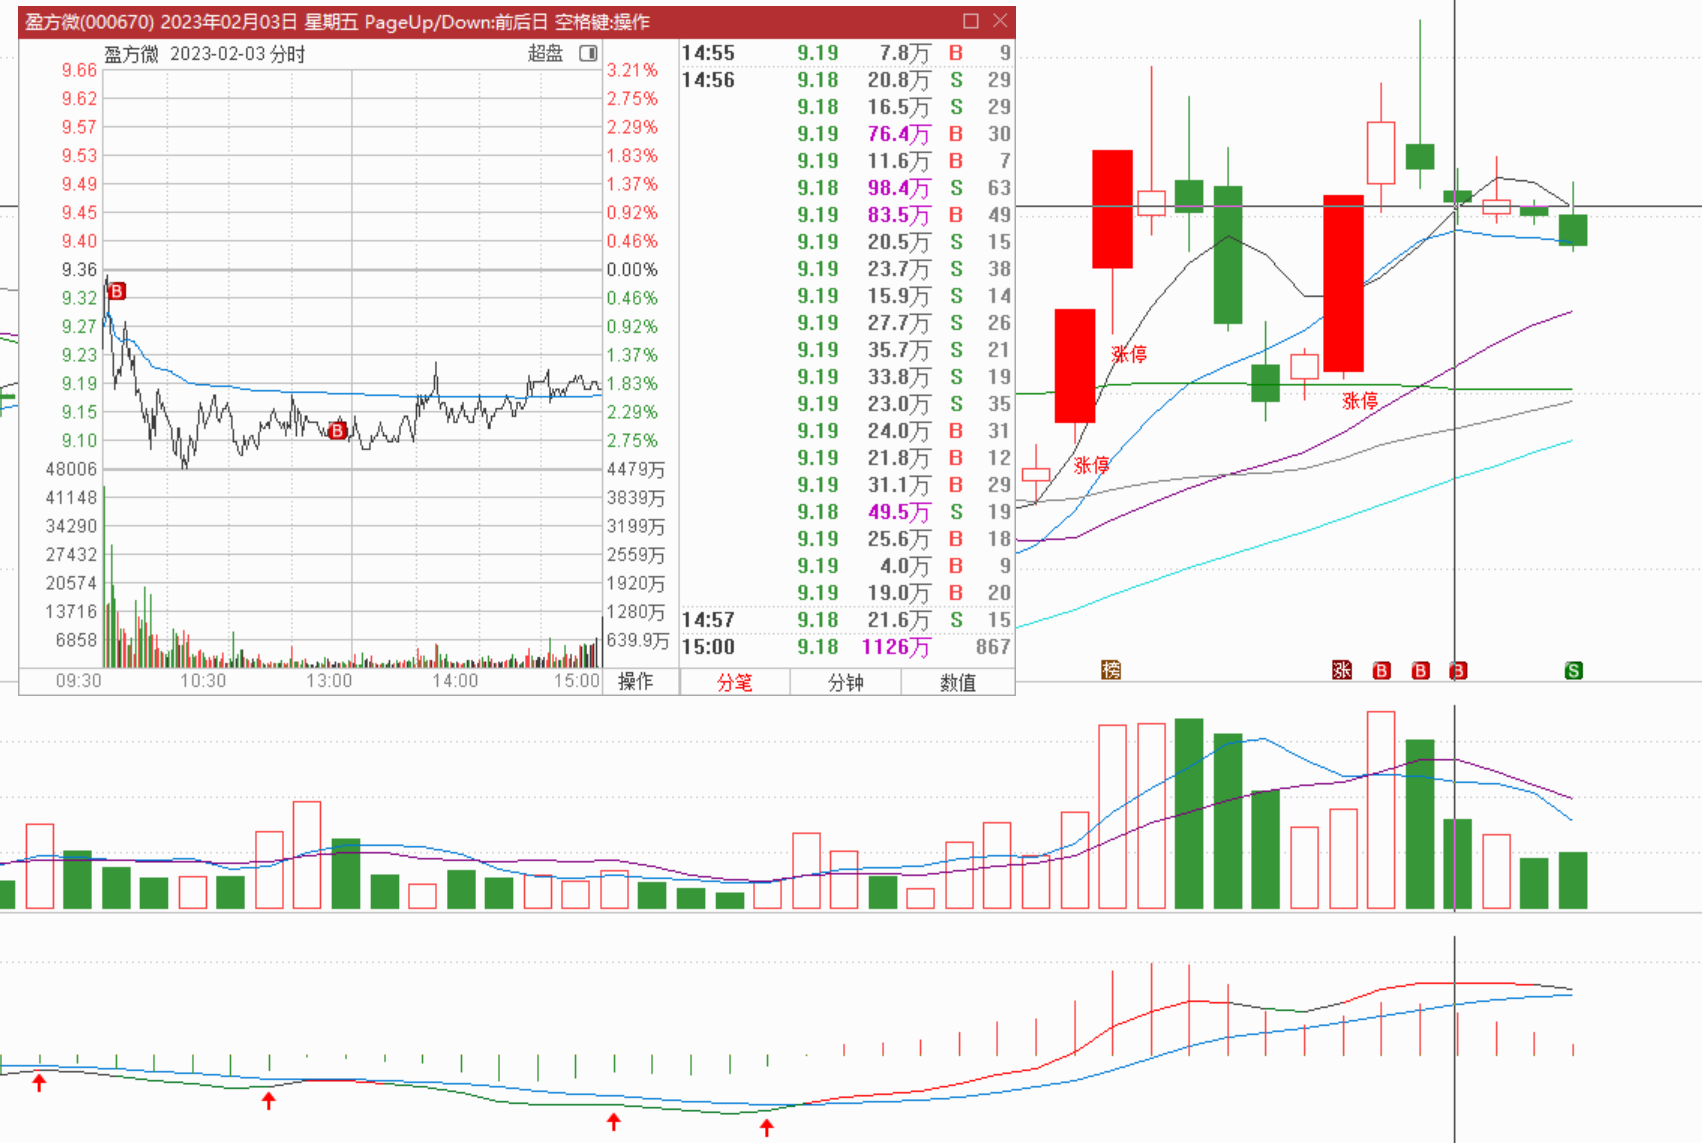 盈方微(000670) 2023年02月03日 星期五 PageUp/Down:前后日 空格键:操作
盈方微 2023-02-03 分时 超盘
9.66 3.21%
9.62 2.75%
9.57 2.29%
9.53 1.83%
9.49 1.37%
9.45 0.92%
9.40 0.46%
9.36 0.00%
9.32 0.46%
9.27 0.92%
9.23 1.37%
9.19 1.83%
9.15 2.29%
9.10 2.75%
48006 4479万
41148 3839万
34290 3199万
27432 2559万
20574 1920万
13716 1280万
6858 639.9万
B
B
09:30 10:30 13:00 14:00 15:00 操作
14:55 9.19 7.8万 B 9
14:56 9.18 20.8万 S 29
9.18 16.5万 S 29
9.19 76.4万 B 30
9.19 11.6万 B 7
9.18 98.4万 S 63
9.19 83.5万 B 49
9.19 20.5万 S 15
9.19 23.7万 S 38
9.19 15.9万 S 14
9.19 27.7万 S 26
9.19 35.7万 S 21
9.19 33.8万 S 19
9.19 23.0万 S 35
9.19 24.0万 B 31
9.19 21.8万 B 12
9.19 31.1万 B 29
9.18 49.5万 S 19
9.19 25.6万 B 18
9.19 4.0万 B 9
9.19 19.0万 B 20
14:57 9.18 21.6万 S 15
15:00 9.18 1126万 867
分笔 分钟 数值
涨停
涨停
涨停
榜 涨 B B B S